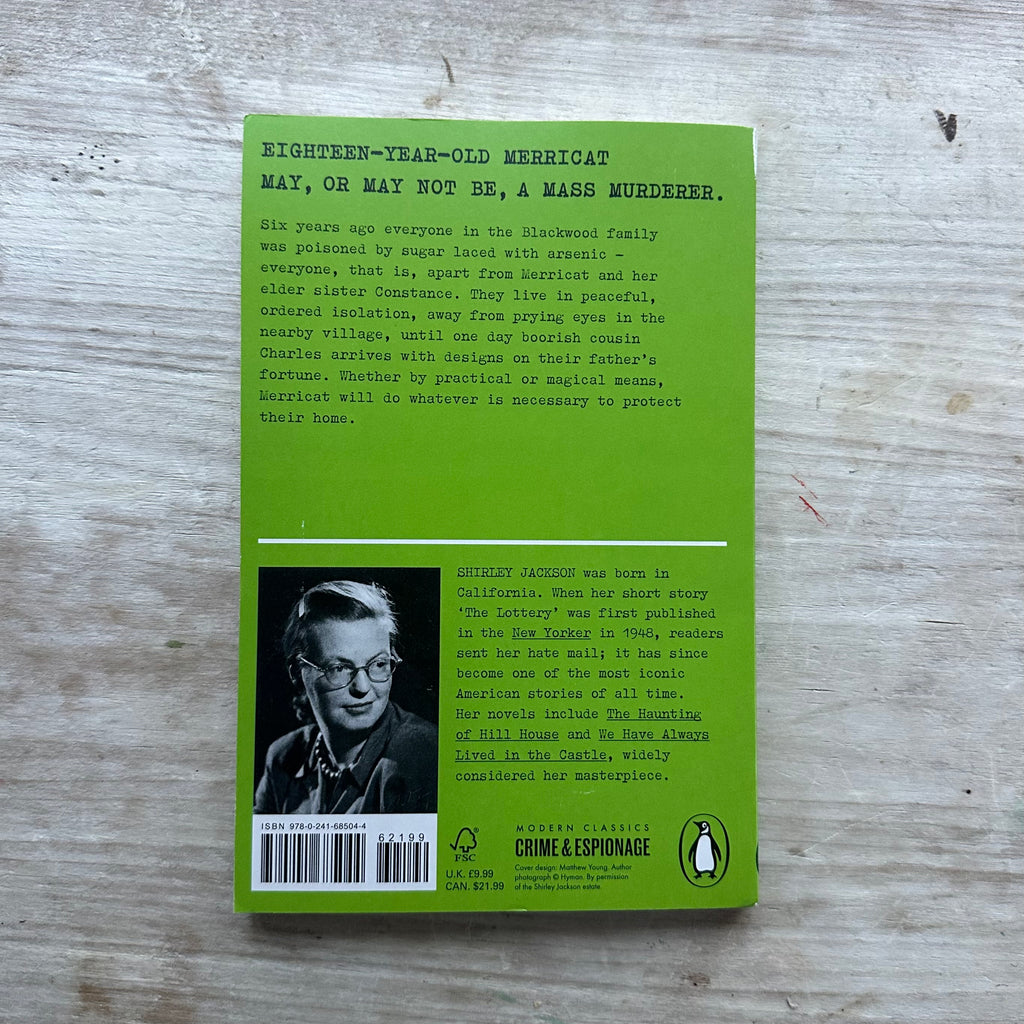 EIGHTEEN-YEAR-OLD MERRICAT
MAY, OR MAY NOT BE, A MASS MURDERER.
Six years ago everyone in the Blackwood family
was poisoned by sugar laced with arsenic –
everyone, that is, apart from Merricat and her
elder sister Constance. They live in peaceful,
ordered isolation, away from prying eyes in the
nearby village, until one day boorish cousin
Charles arrives with designs on their father's
fortune. Whether by practical or magical means,
Merricat will do whatever is necessary to protect
their home.
SHIRLEY JACKSON was born in
California. When her short story
'The Lottery' was first published
in the New Yorker in 1948, readers
sent her hate mail; it has since
become one of the most iconic
American stories of all time.
Her novels include The Haunting
of Hill House and We Have Always
Lived in the Castle, widely
considered her masterpiece.
ISBN 978-0-241-68504-4
62199
FSC
U.K. £9.99
CAN. $21.99
MODERN CLASSICS
CRIME & ESPIONAGE
Cover design: Matthew Young. Author
photograph © Hyman. By permission
of the Shirley Jackson estate.